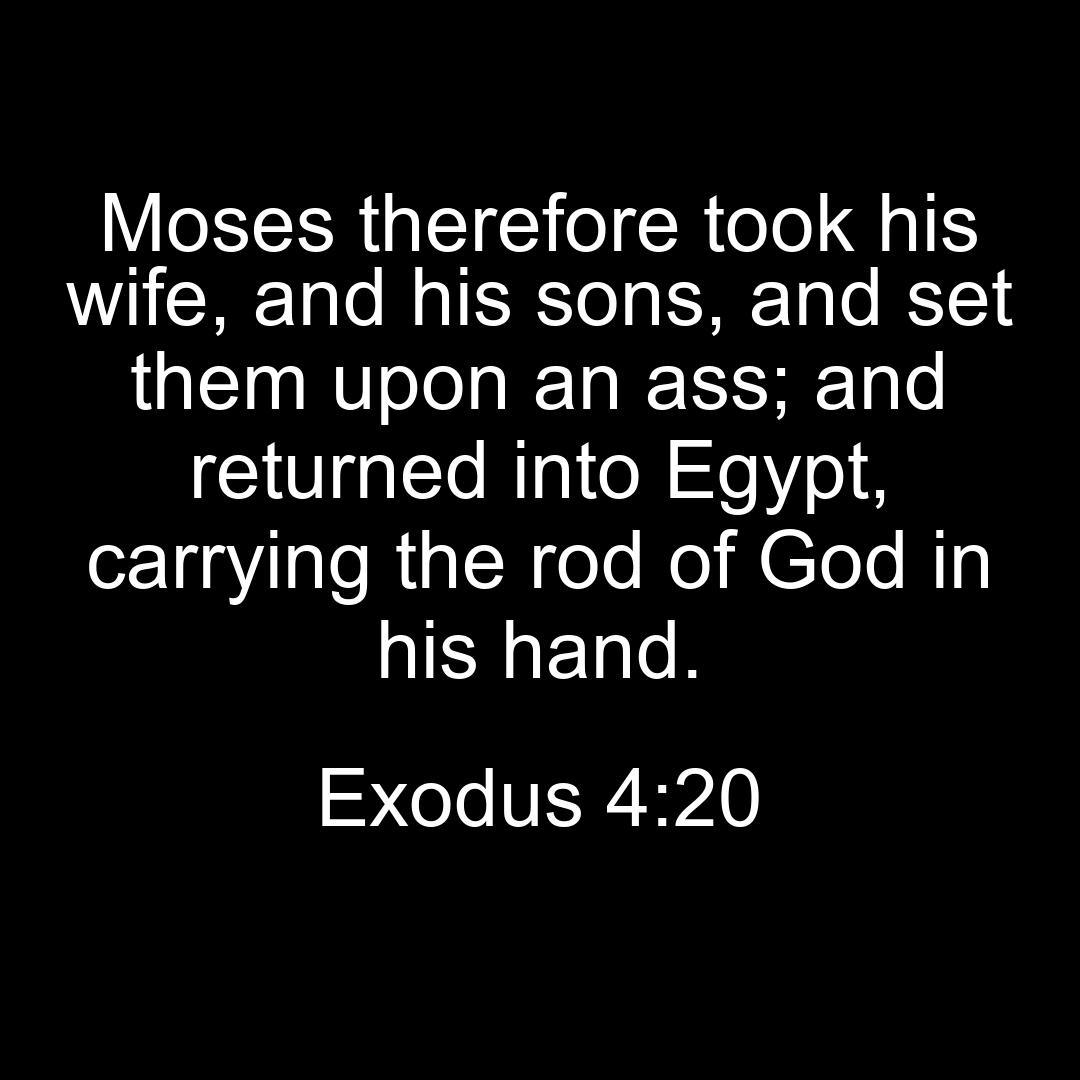 Moses therefore took his
wife, and his sons, and set
them upon an ass; and
returned into Egypt,
carrying the rod of God in
his hand.
Exodus 4:20